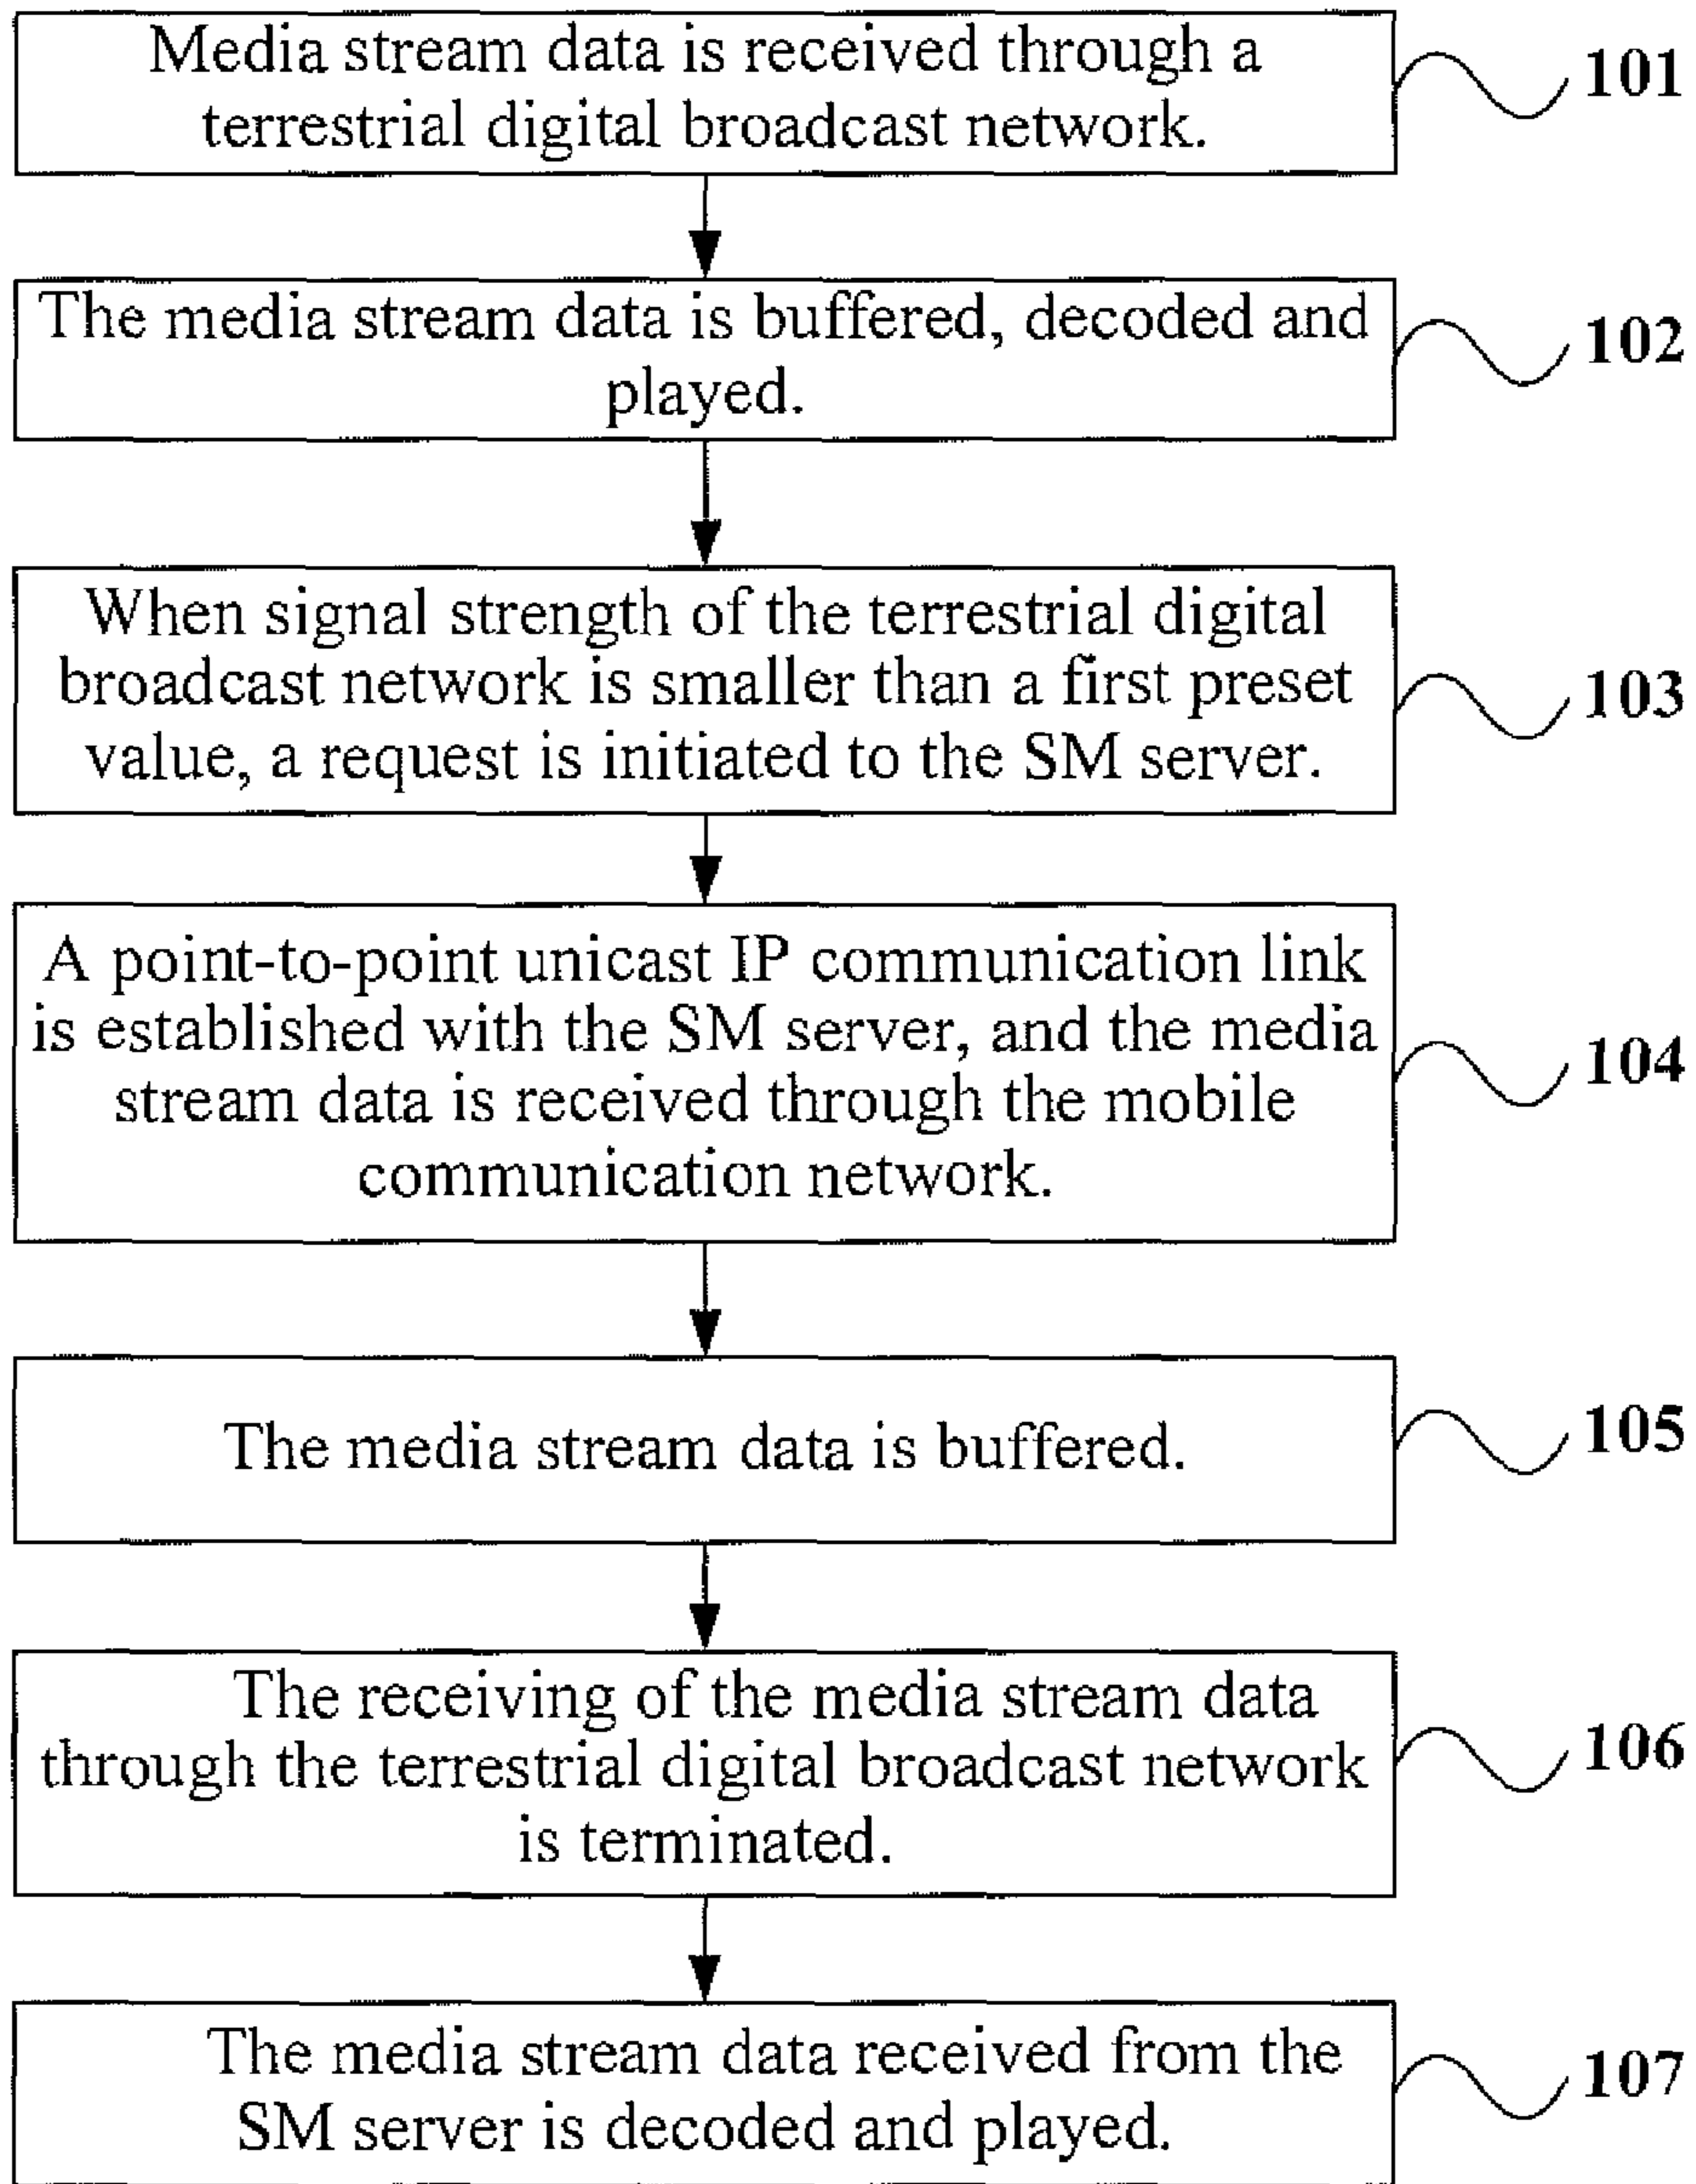 Media stream data is received through a
terrestrial digital broadcast network.
101
The media stream data is buffered, decoded and
played.
102
When signal strength of the terrestrial digital
broadcast network is smaller than a first preset
value, a request is initiated to the SM server.
103
A point-to-point unicast IP communication link
is established with the SM server, and the media
stream data is received through the mobile
communication network.
104
The media stream data is buffered.
105
The receiving of the media stream data
through the terrestrial digital broadcast network
is terminated.
106
The media stream data received from the
SM server is decoded and played.
107